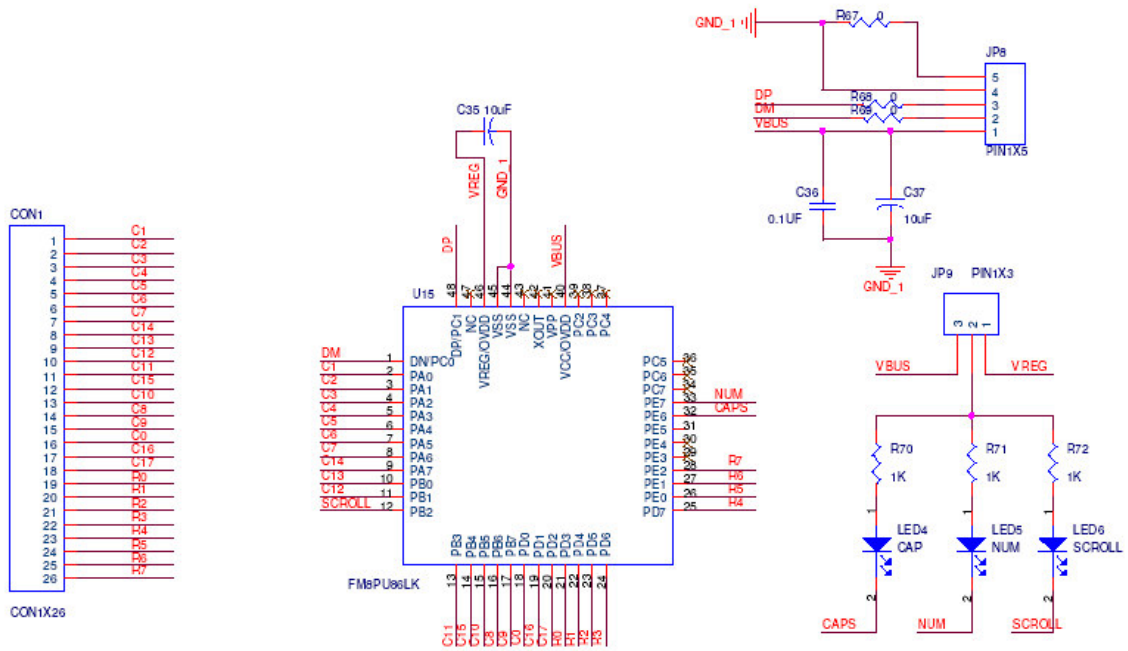 GND_1
R67 0
JP8
5
4
DP R68 0 3
DM R69 0 2
VBUS 1
PIN1X5
C36
0.1UF
C37
10uF
GND_1
C35 10uF
VREG
GND_1
DP
VBUS
U15
48 47 46 45 44 43 42 41 40 39 38 37
DP/PC1
NC
VREG/OVDD
VSS
VSS
NC
XOUT
VPP
VCC/OVDD
PC2
PC3
PC4
DM 1 DN/PC0
C1 2 PA0
C2 3 PA1
C3 4 PA2
C4 5 PA3
C5 6 PA4
C6 7 PA5
C7 8 PA6
C14 9 PA7
C13 10 PB0
C12 11 PB1
SCROLL 12 PB2
PC5 36
PC6 35
PC7 34
PE7 33 NUM
PE6 32 CAPS
PE5 31
PE4 30
PE3 29
PE2 28 R7
PE1 27 R6
PE0 26 R5
PD7 25 R4
PB3
PB4
PB5
PB6
PB7
PD0
PD1
PD2
PD3
PD4
PD5
PD6
FM8PU86LK
13 14 15 16 17 18 19 20 21 22 23 24
C11
C15
C10
C8
C9
C0
C16
C17
R0
R1
R2
R3
CON1
1 C1
2 C2
3 C3
4 C4
5 C5
6 C6
7 C7
8 C14
9 C13
10 C12
11 C11
12 C15
13 C10
14 C8
15 C9
16 C0
17 C16
18 C17
19 R0
20 R1
21 R2
22 R3
23 R4
24 R5
25 R6
26 R7
CON1X26
JP9 PIN1X3
3 2 1
VBUS
VREG
R70
1K
R71
1K
R72
1K
1
LED4
CAP
2
1
LED5
NUM
2
1
LED6
SCROLL
2
CAPS
NUM
SCROLL